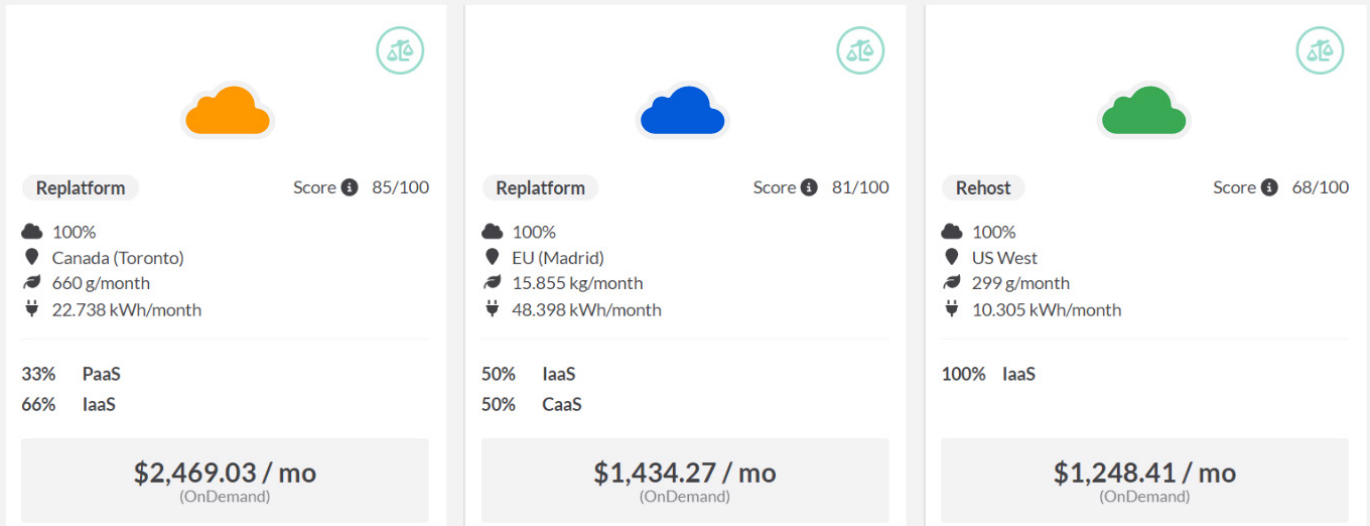 Replatform Score 85/100
100%
Canada (Toronto)
660 g/month
22.738 kWh/month
33% PaaS
66% IaaS
$2,469.03 / mo
(OnDemand)
Replatform Score 81/100
100%
EU (Madrid)
15.855 kg/month
48.398 kWh/month
50% IaaS
50% CaaS
$1,434.27 / mo
(OnDemand)
Rehost Score 68/100
100%
US West
299 g/month
10.305 kWh/month
100% IaaS
$1,248.41 / mo
(OnDemand)